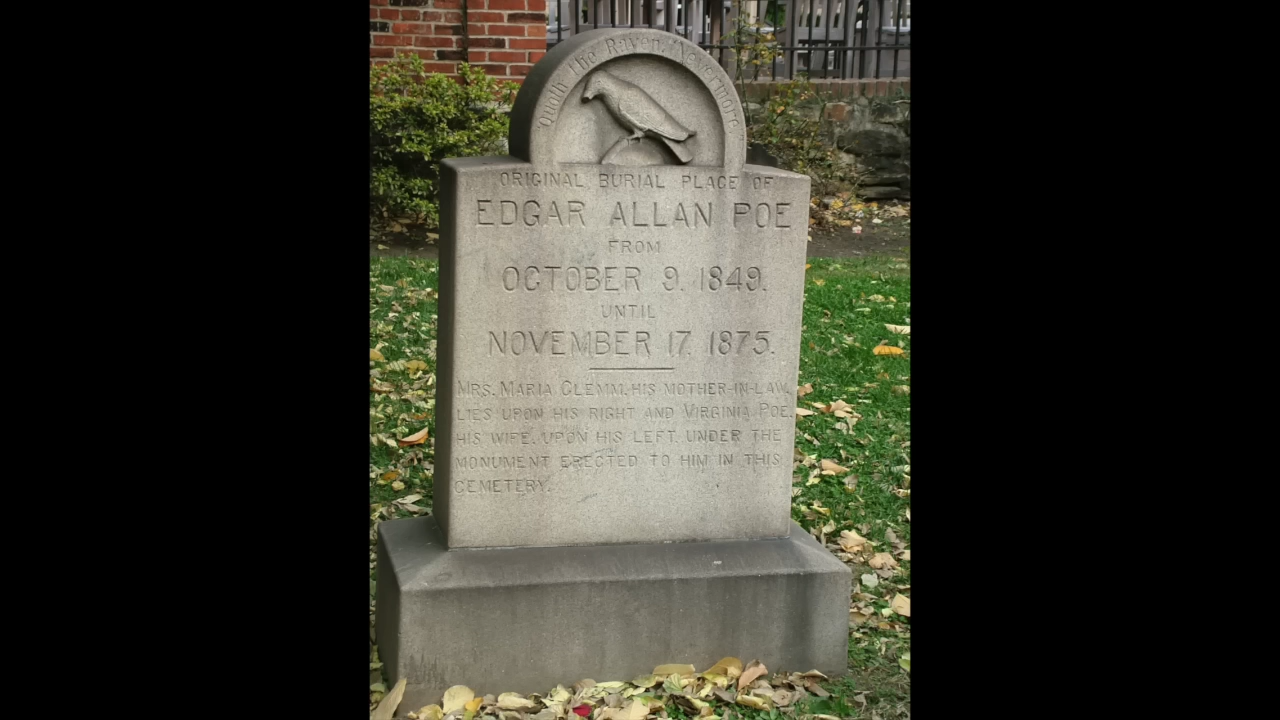 "Quoth the Raven, "Nevermore."
ORIGINAL BURIAL PLACE OF
EDGAR ALLAN POE
FROM
OCTOBER 9. 1849.
UNTIL
NOVEMBER 17. 1875.
MRS. MARIA CLEMM, HIS MOTHER-IN-LAW,
LIES UPON HIS RIGHT AND VIRGINIA POE,
HIS WIFE, UPON HIS LEFT, UNDER THE
MONUMENT ERECTED TO HIM IN THIS
CEMETERY.